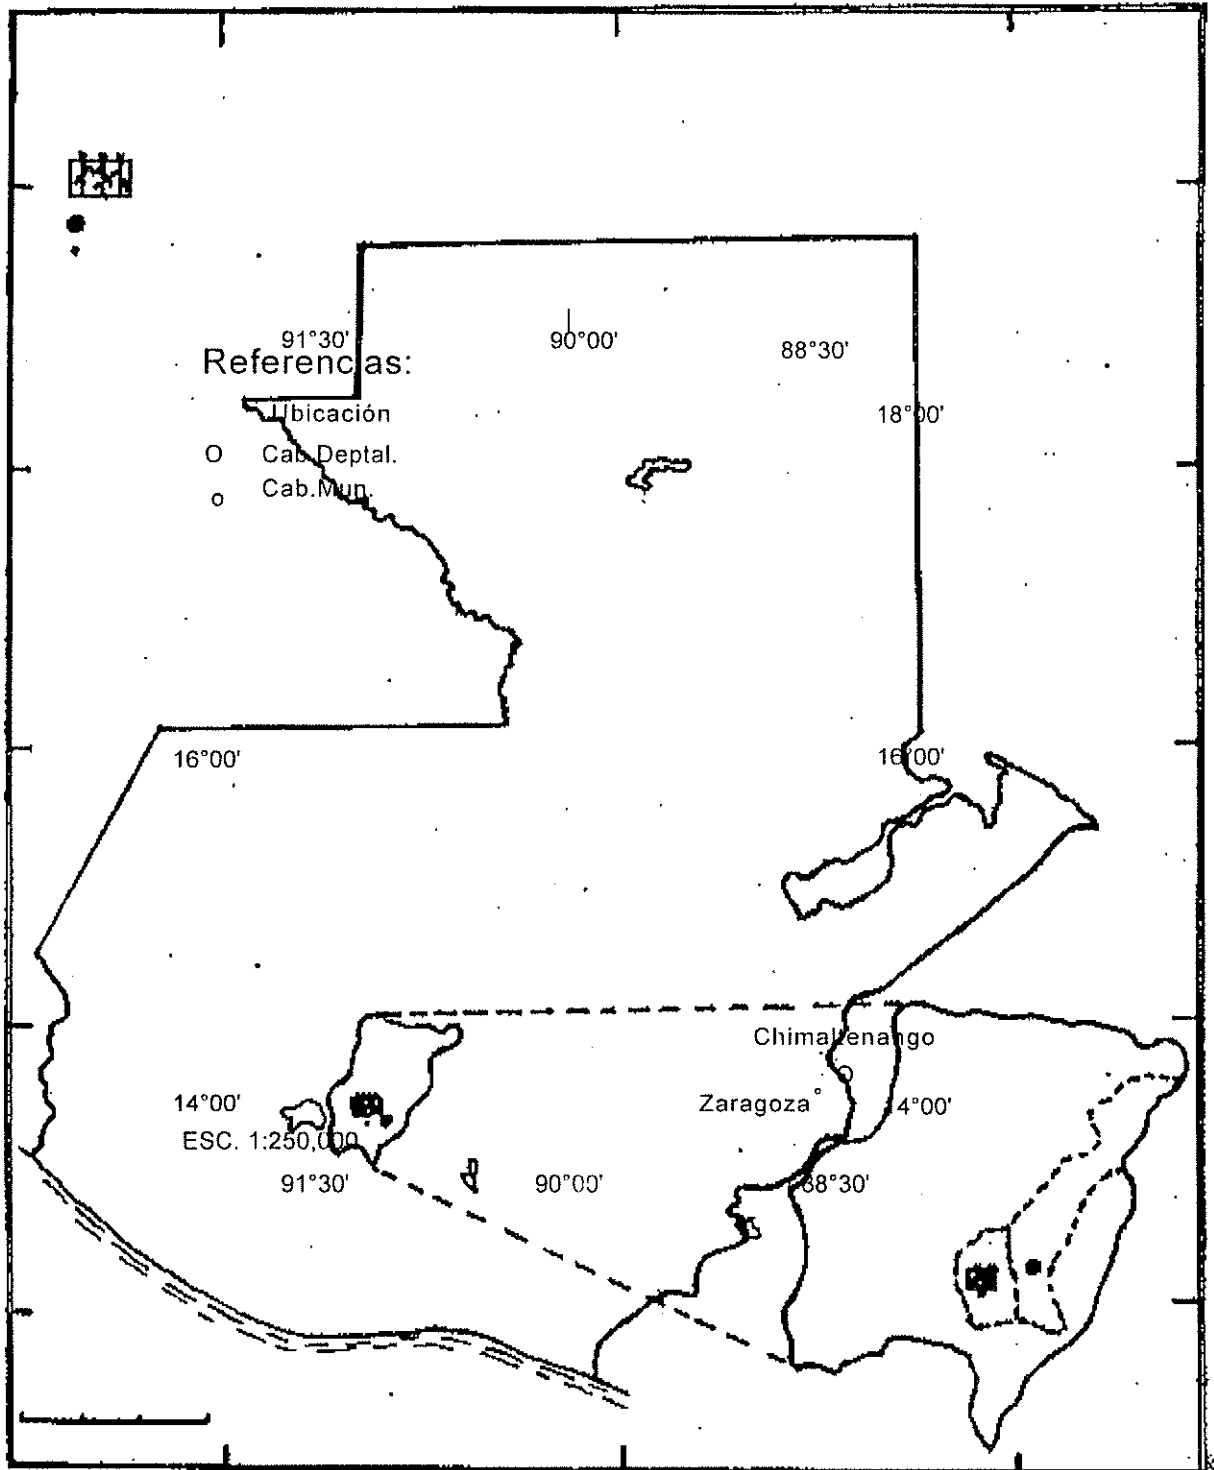 91°30' 90°00' 88°30'
Referencias:
Ubicación
18°00'
Cab.Deptal.
Cab.Mun.
16°00' 16°00'
Chimaltenango
14°00' Zaragoza 14°00'
ESC. 1:250,000
91°30' 90°00' 88°30'